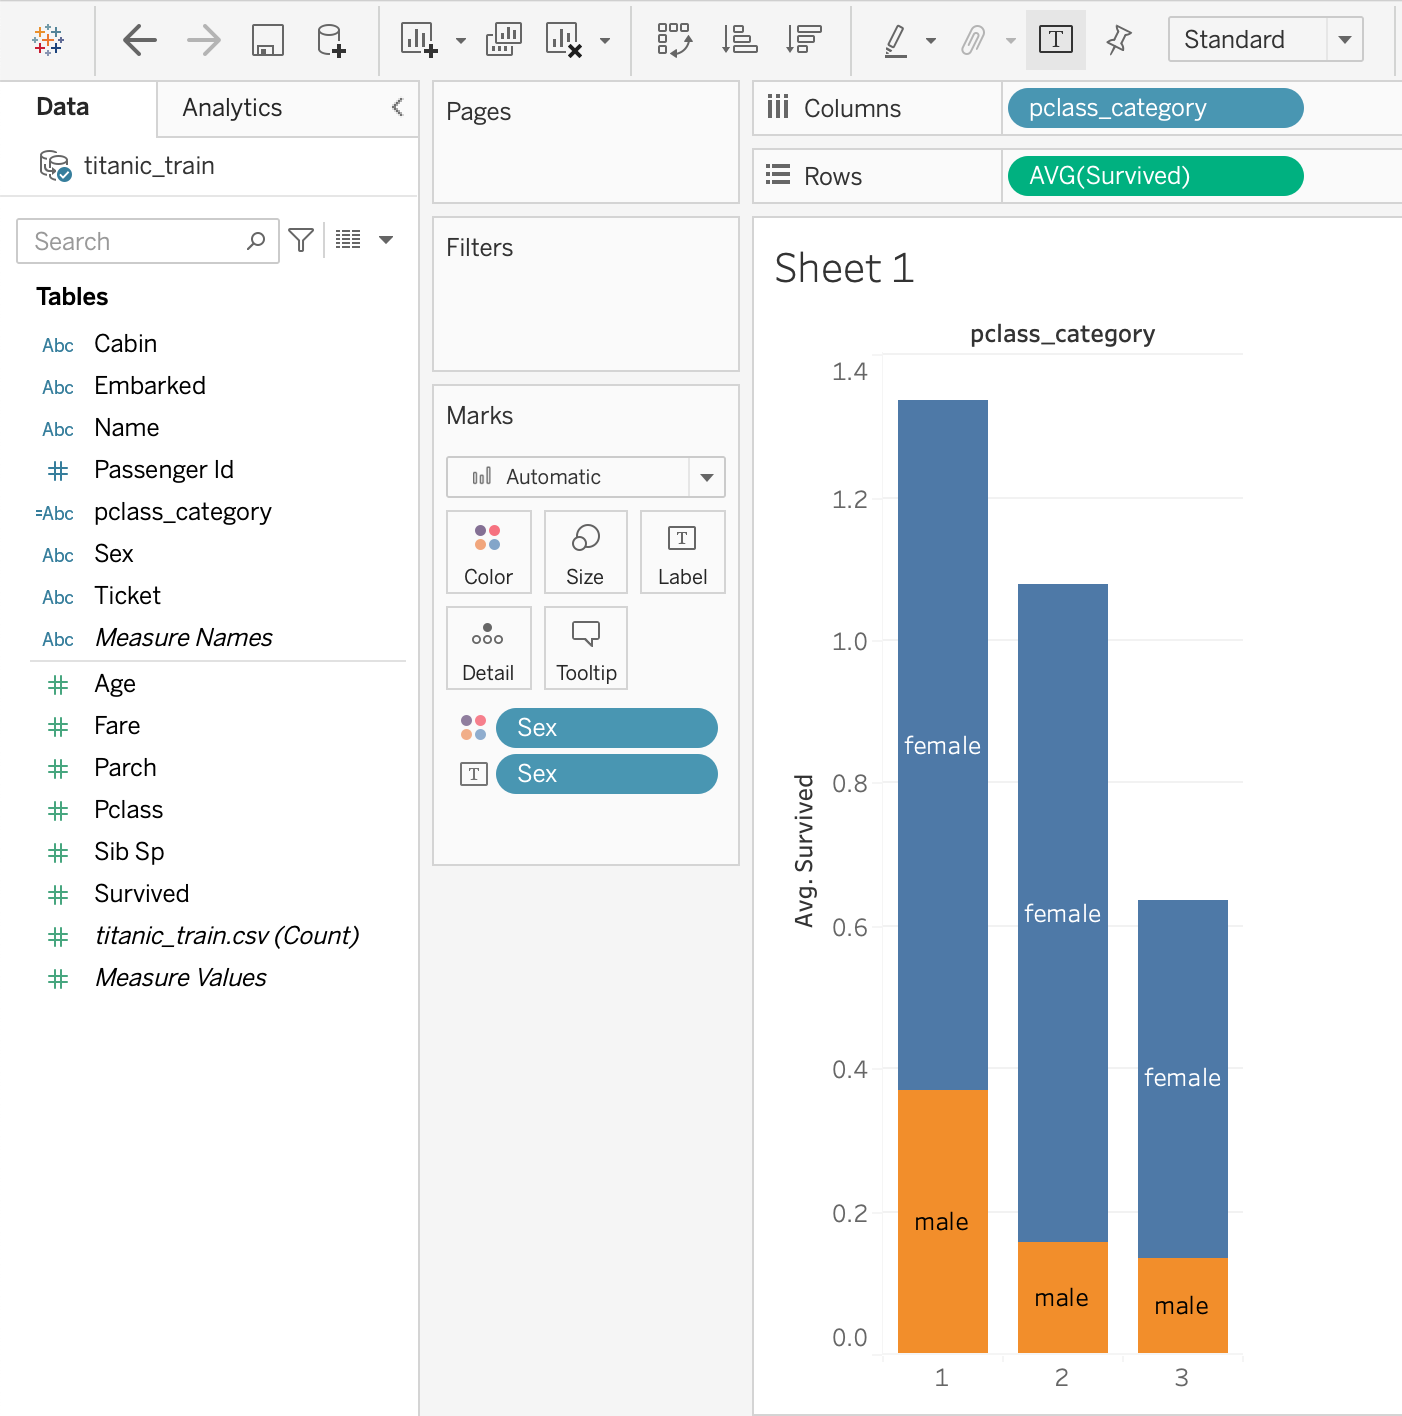 Standard
Data
Analytics
titanic_train
Search
Tables
Abc Cabin
Abc Embarked
Abc Name
# Passenger Id
=Abc pclass_category
Abc Sex
Abc Ticket
Abc Measure Names
# Age
# Fare
# Parch
# Pclass
# Sib Sp
# Survived
# titanic_train.csv (Count)
# Measure Values
Pages
Filters
Marks
Automatic
Color Size Label
Detail Tooltip
Sex
T Sex
Columns pclass_category
Rows AVG(Survived)
Sheet 1
pclass_category
Avg. Survived
1.4
1.2
1.0
0.8
0.6
0.4
0.2
0.0
female
female
female
male
male
male
1 2 3